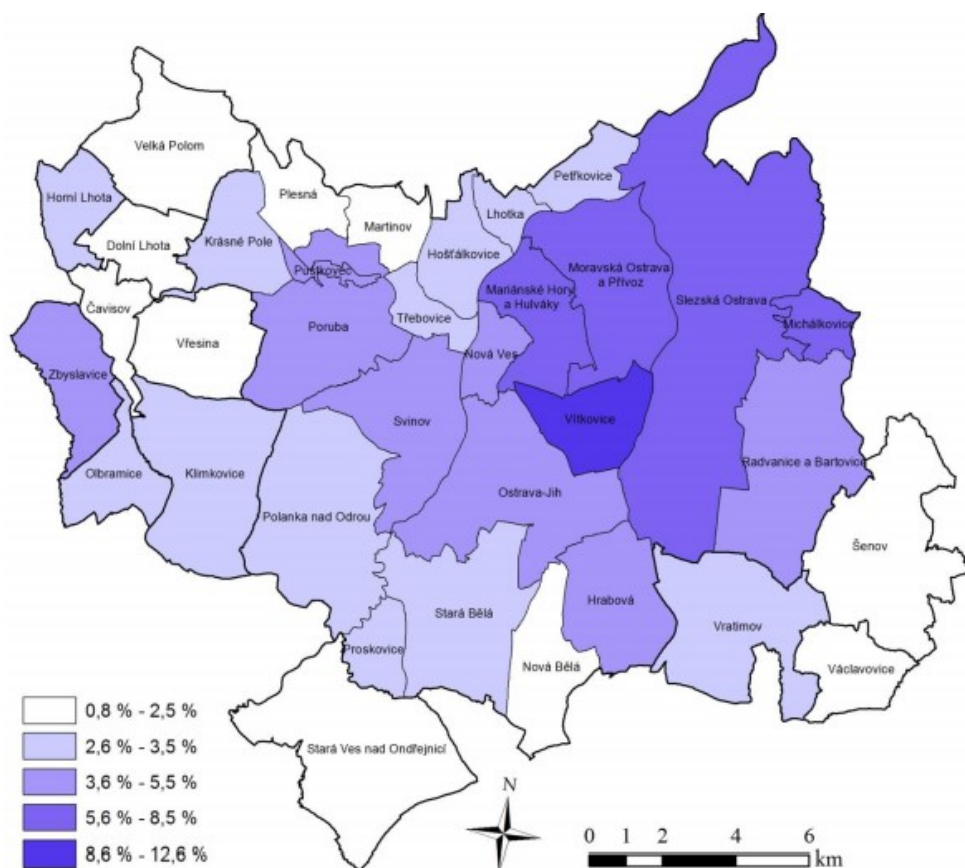 Velká Polom
Plesná
Petřkovice
Horní Lhota
Martinov
Lhotka
Dolní Lhota
Krásné Pole
Hošťálkovice
Moravská Ostrava
a Přívoz
Pustkovec
Mariánské Hory
a Hulváky
Slezská Ostrava
Čavisov
Třebovice
Michálkovice
Vřesina
Poruba
Nová Ves
Zbyslavice
Svinov
Vítkovice
Radvanice a Bartovice
Olbramice
Klimkovice
Ostrava-Jih
Polanka nad Odrou
Šenov
Hrabová
Stará Bělá
Vratimov
Proskovice
Nová Bělá
Václavovice
Stará Ves nad Ondřejnicí
0,8 % - 2,5 %
2,6 % - 3,5 %
3,6 % - 5,5 %
5,6 % - 8,5 %
8,6 % - 12,6 %
N
0 1 2 4 6
km